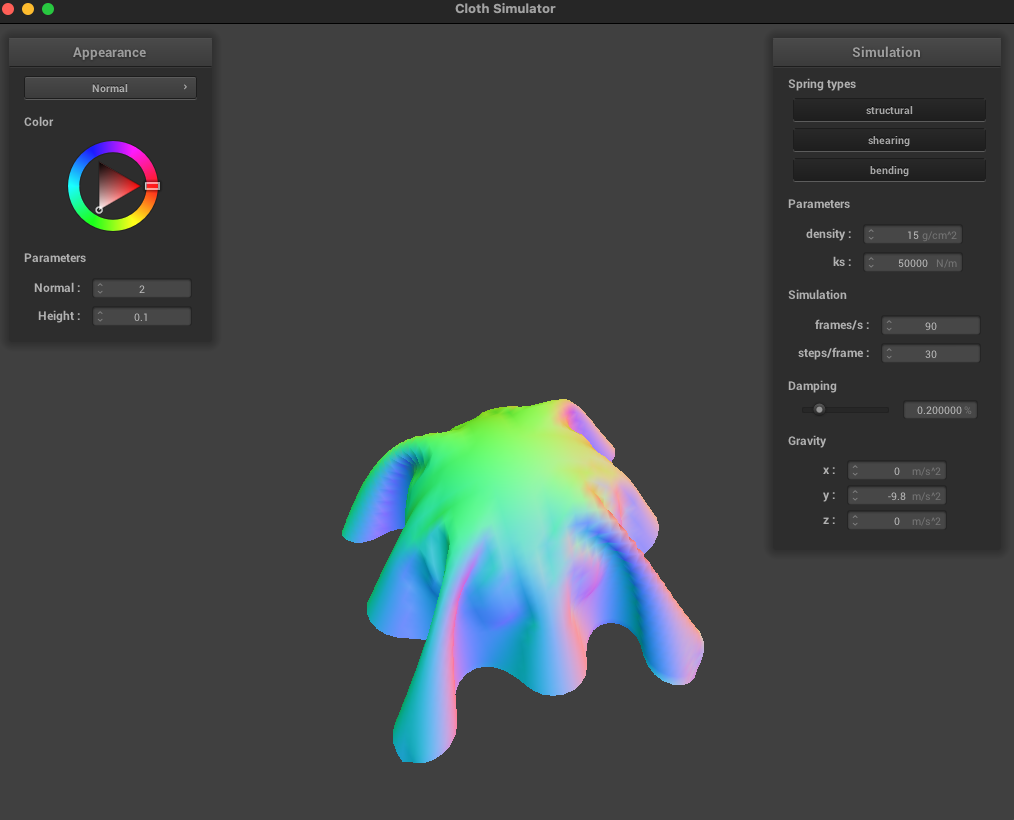 Cloth Simulator
Appearance
Normal
Color
Parameters
Normal : 2
Height : 0.1
Simulation
Spring types
structural
shearing
bending
Parameters
density : 15 g/cm^2
ks : 50000 N/m
Simulation
frames/s : 90
steps/frame : 30
Damping
0.200000 %
Gravity
x : 0 m/s^2
y : -9.8 m/s^2
z : 0 m/s^2